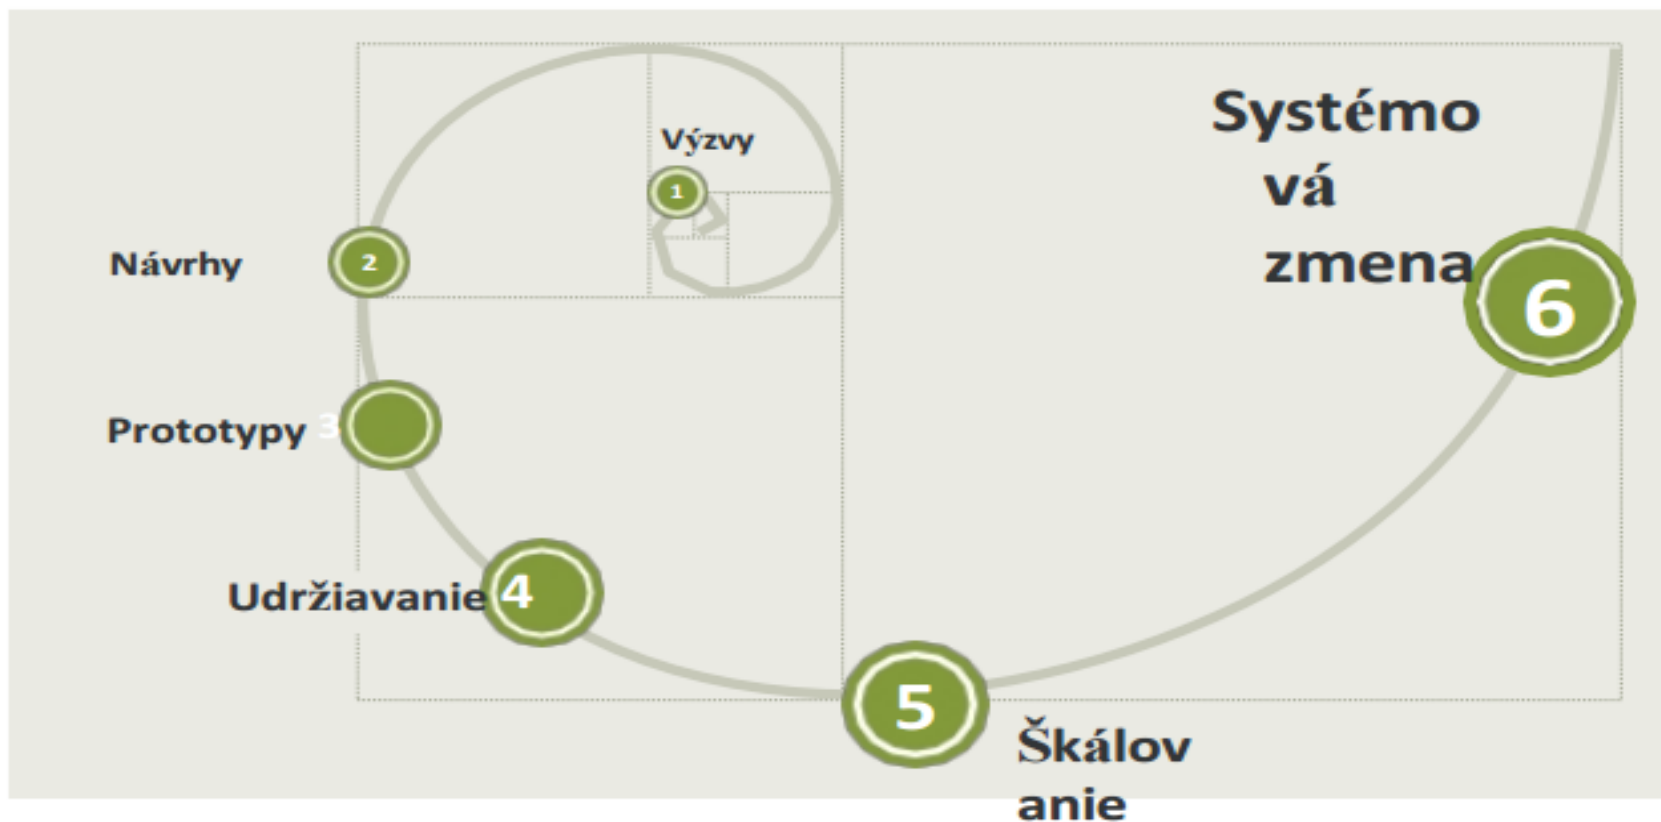 Výzvy
1
Návrhy
2
Prototypy 3
Udržiavanie 4
5
Škálov
anie
Systémo
vá
zmena
6